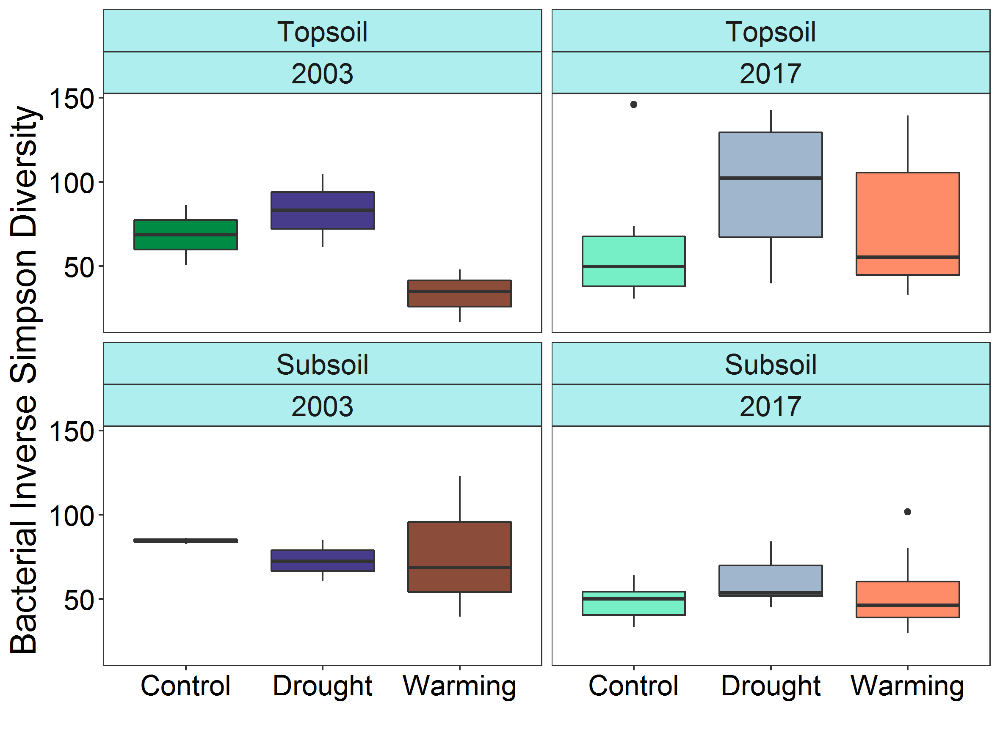 Bacterial Inverse Simpson Diversity
Topsoil
2003
Topsoil
2017
150
100
50
Subsoil
2003
Subsoil
2017
150
100
50
Control Drought Warming
Control Drought Warming